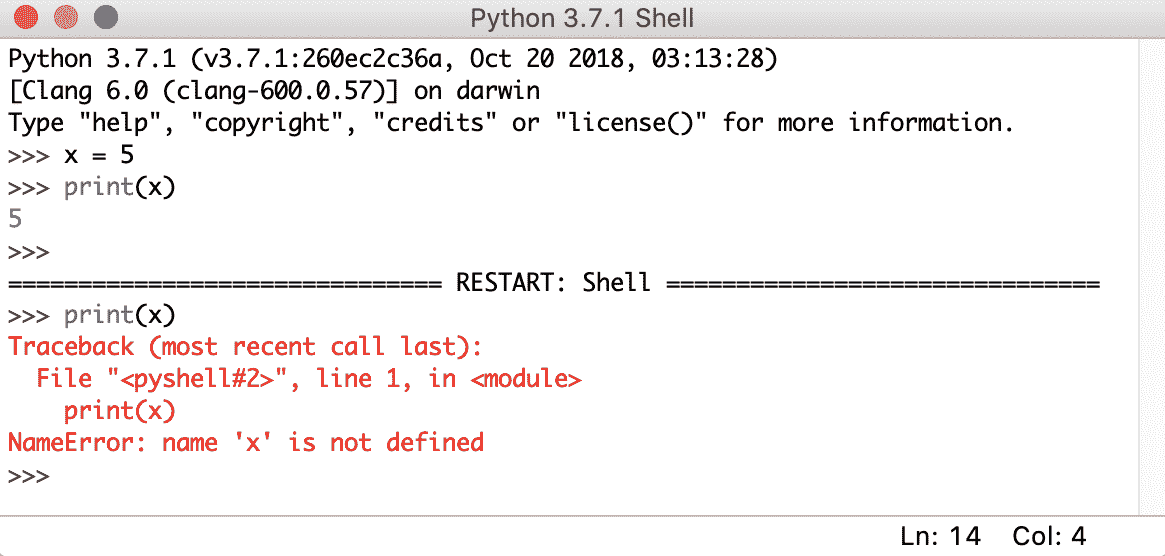 Python 3.7.1 Shell
Python 3.7.1 (v3.7.1:260ec2c36a, Oct 20 2018, 03:13:28)
[Clang 6.0 (clang-600.0.57)] on darwin
Type "help", "copyright", "credits" or "license()" for more information.
>>> x = 5
>>> print(x)
5
>>>
=============================== RESTART: Shell ===============================
>>> print(x)
Traceback (most recent call last):
  File "<pyshell#2>", line 1, in <module>
    print(x)
NameError: name 'x' is not defined
>>>
Ln: 14  Col: 4